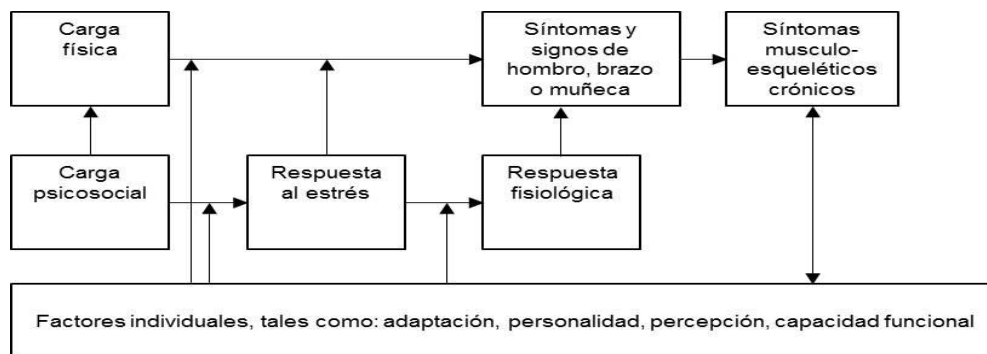 Carga
física
Síntomas y
signos de
hombro, brazo
o muñeca
Síntomas
musculo-
esqueléticos
crónicos
Carga
psicosocial
Respuesta
al estrés
Respuesta
fisiológica
Factores individuales, tales como: adaptación, personalidad, percepción, capacidad funcional